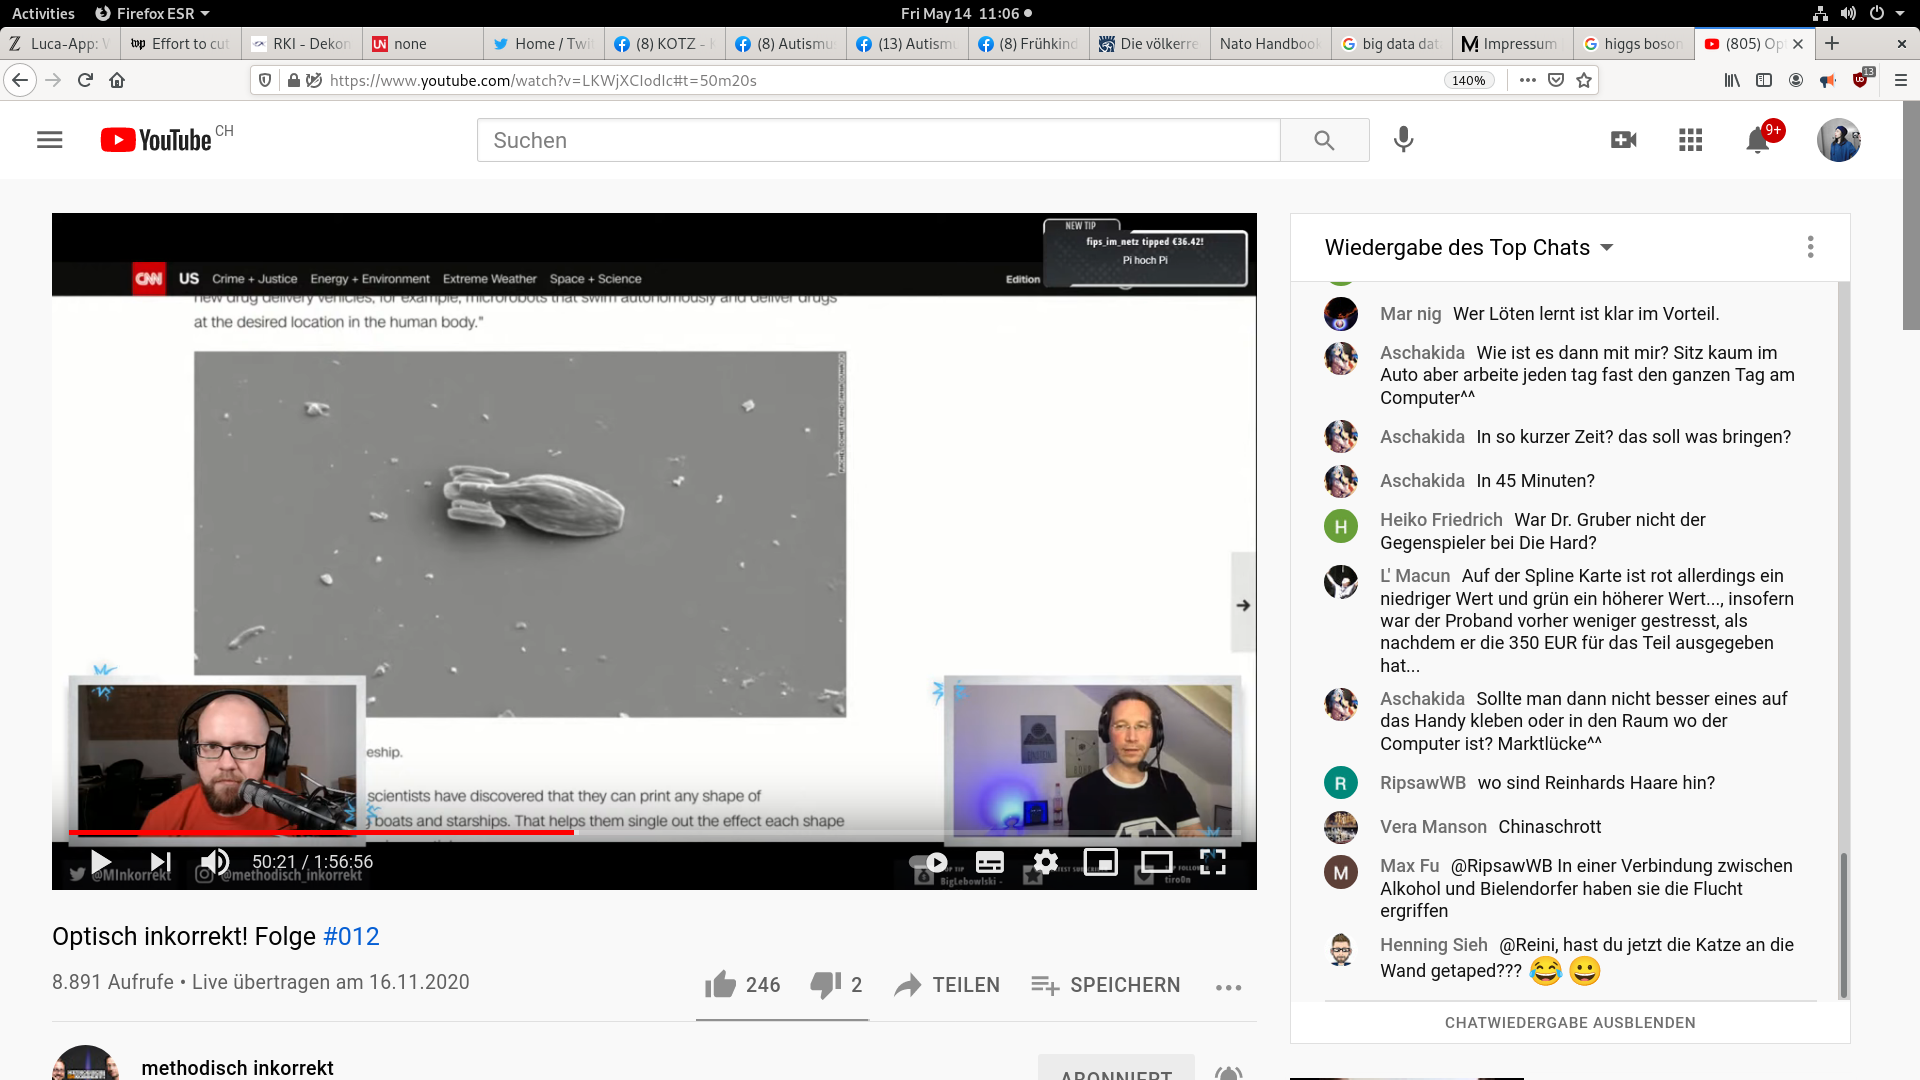 Activities
Firefox ESR
Fri May 14 11:06
Luca-App: W
Effort to cut
RKI - Dekon
none
Home / Twi
(8) KOTZ -
(8) Autismu
(13) Autism
(8) Frühkind
Die völkerre
Nato Handbook
big data dat
Impressum
higgs boson
(805) Opt
https://www.youtube.com/watch?v=LKWjXCIodIc#t=50m20s
140%
13
YouTube CH
Suchen
9+
NEW TIP
fips_im_netz tipped €36.42!
Pi hoch Pi
CNN US Crime + Justice Energy + Environment Extreme Weather Space + Science
Edition
new drug delivery vehicles, for example, microrobots that swim autonomously and deliver drugs
at the desired location in the human body."
eship.
scientists have discovered that they can print any shape of
boats and starships. That helps them single out the effect each shape
50:21 / 1:56:56
@MInkorrekt
@methodisch_inkorrekt
BigLebowlski -
tiro0n
Optisch inkorrekt! Folge #012
8.891 Aufrufe • Live übertragen am 16.11.2020
246
2
TEILEN
SPEICHERN
methodisch inkorrekt
ABONNIERT
Wiedergabe des Top Chats
Mar nig Wer Löten lernt ist klar im Vorteil.
Aschakida Wie ist es dann mit mir? Sitz kaum im
Auto aber arbeite jeden tag fast den ganzen Tag am
Computer^^
Aschakida In so kurzer Zeit? das soll was bringen?
Aschakida In 45 Minuten?
H
Heiko Friedrich War Dr. Gruber nicht der
Gegenspieler bei Die Hard?
L' Macun Auf der Spline Karte ist rot allerdings ein
niedriger Wert und grün ein höherer Wert..., insofern
war der Proband vorher weniger gestresst, als
nachdem er die 350 EUR für das Teil ausgegeben
hat...
Aschakida Sollte man dann nicht besser eines auf
das Handy kleben oder in den Raum wo der
Computer ist? Marktlücke^^
R
RipsawWB wo sind Reinhards Haare hin?
Vera Manson Chinaschrott
M
Max Fu @RipsawWB In einer Verbindung zwischen
Alkohol und Bielendorfer haben sie die Flucht
ergriffen
Henning Sieh @Reini, hast du jetzt die Katze an die
Wand getaped??? 😂😀
CHATWIEDERGABE AUSBLENDEN